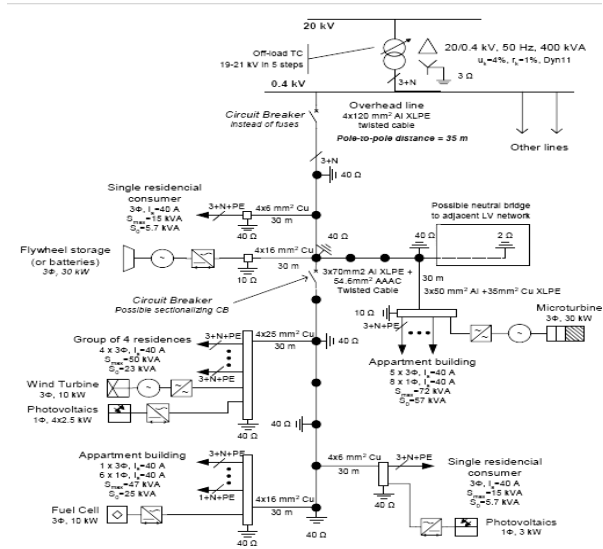 20 kV
Off-load TC
19-21 kV in 5 steps
20/0.4 kV, 50 Hz, 400 kVA
uk=4%, rk=1%, Dyn11
3+N
3 Ω
0.4 kV
Circuit Breaker
instead of fuses
Overhead line
4x120 mm² Al XLPE
twisted cable
Pole-to-pole distance = 35 m
Other lines
3+N
40 Ω
Single residencial
consumer
3Φ, Is=40 A
Smax=15 kVA
S0=5.7 kVA
3+N+PE
4x6 mm² Cu
30 m
40 Ω
Possible neutral bridge
to adjacent LV network
40 Ω
2 Ω
40 Ω
Flywheel storage
(or batteries)
3Φ, 30 kW
4x16 mm² Cu
30 m
10 Ω
3x70mm2 Al XLPE +
54.6mm² AAAC
Twisted Cable
30 m
3x50 mm² Al +35mm² Cu XLPE
Circuit Breaker
Possible sectionalizing CB
10 Ω
3+N+PE
Microturbine
3Φ, 30 kW
Appartment building
5 x 3Φ, Is=40 A
8 x 1Φ, Is=40 A
Smax=72 kVA
S0=57 kVA
Group of 4 residences
4 x 3Φ, Is=40 A
Smax=50 kVA
S0=23 kVA
3+N+PE
3+N+PE
4x25 mm² Cu
30 m
40 Ω
Wind Turbine
3Φ, 10 kW
Photovoltaics
1Φ, 4x2.5 kW
40 Ω
40 Ω
Appartment building
1 x 3Φ, Is=40 A
6 x 1Φ, Is=40 A
Smax=47 kVA
S0=25 kVA
3+N+PE
1+N+PE
4x16 mm² Cu
30 m
Fuel Cell
3Φ, 10 kW
40 Ω
40 Ω
4x6 mm² Cu
30 m
3+N+PE
40 Ω
Single residencial
consumer
3Φ, Is=40 A
Smax=15 kVA
S0=5.7 kVA
Photovoltaics
1Φ, 3 kW